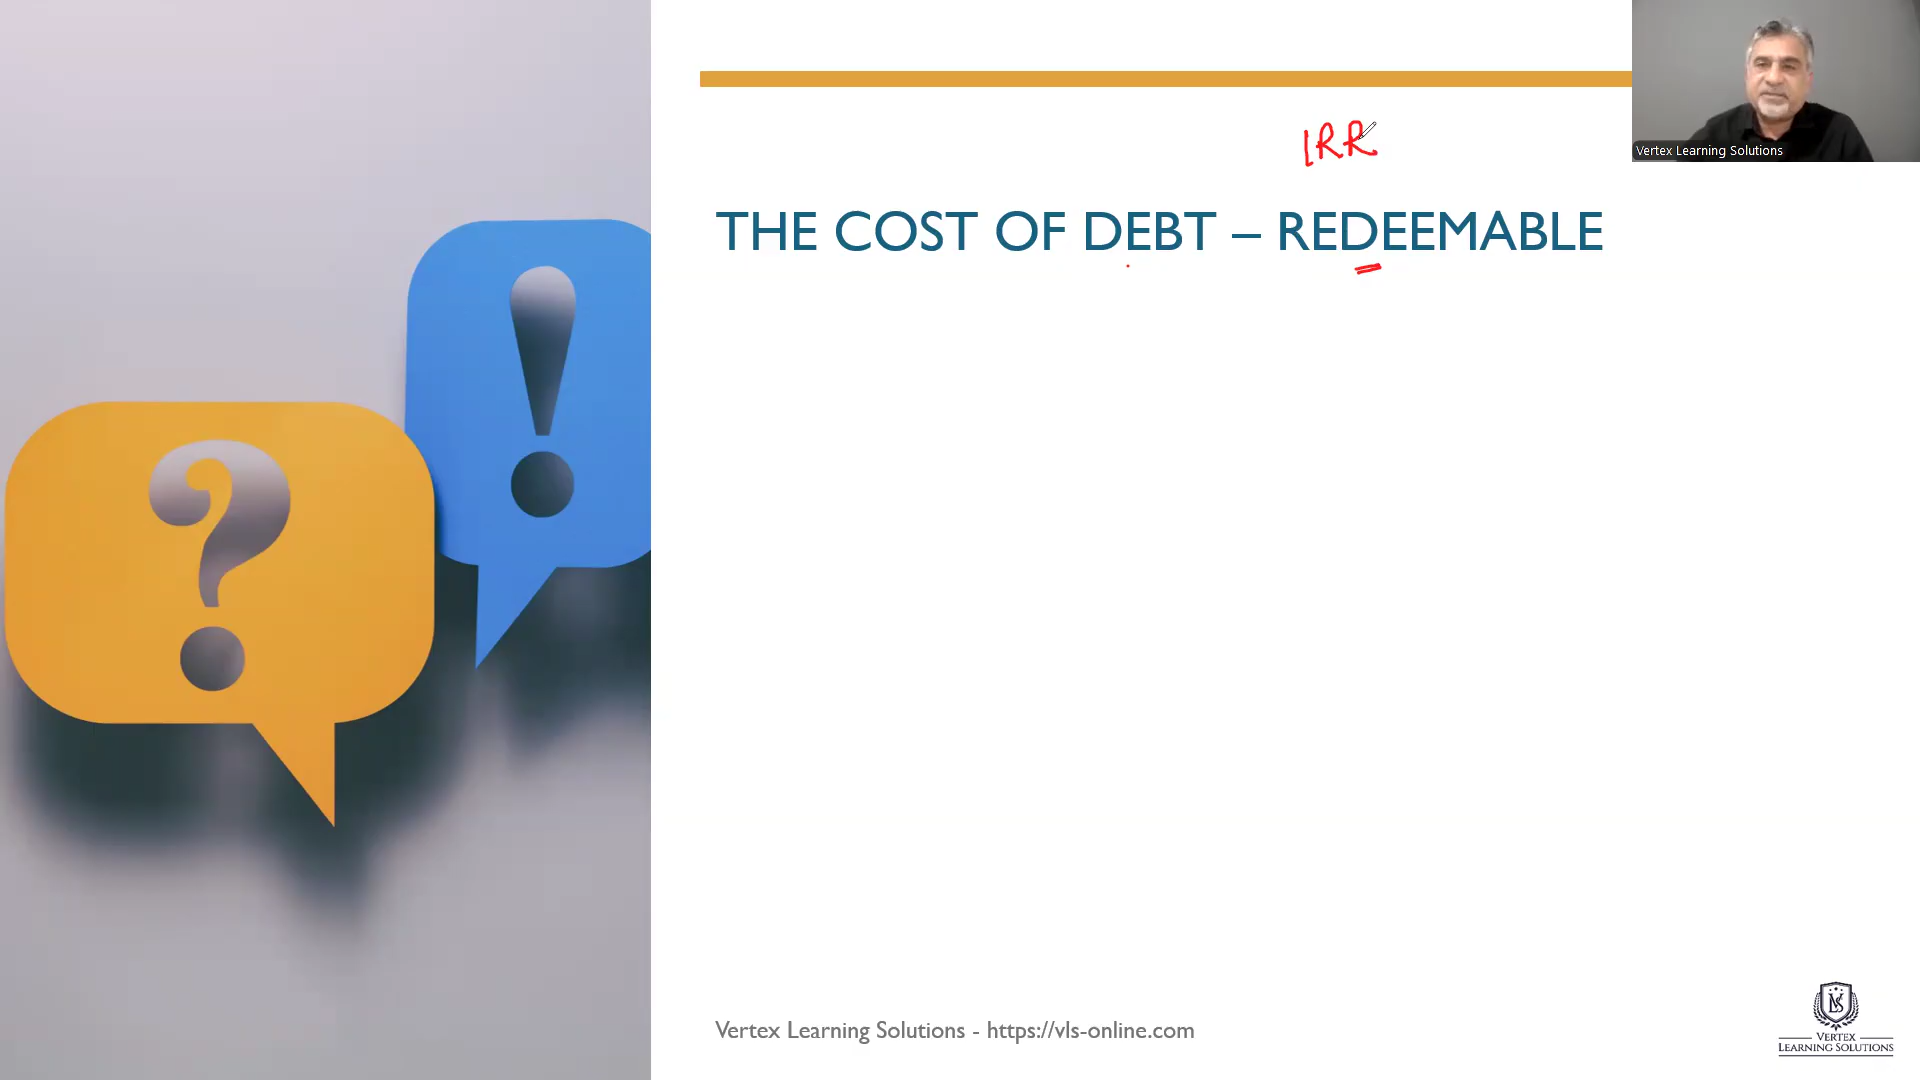 Vertex Learning Solutions
IRR
THE COST OF DEBT – REDEEMABLE
? !
Vertex Learning Solutions - https://vls-online.com
VLS
VERTEX
LEARNING SOLUTIONS